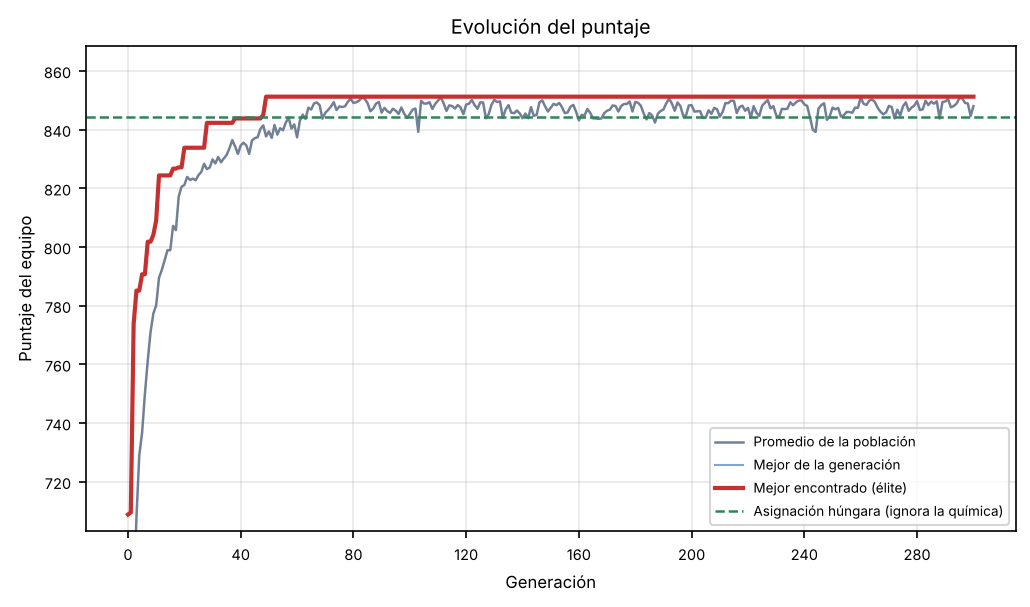 Evolución del puntaje
Puntaje del equipo
860
840
820
800
780
760
740
720
0 40 80 120 160 200 240 280
Generación
Promedio de la población
Mejor de la generación
Mejor encontrado (élite)
Asignación húngara (ignora la química)